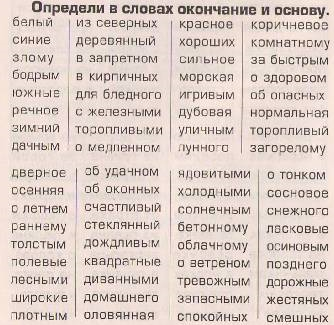 Определи в словах окончание и основу.
белый из северных красное коричневое
синие деревянный хороших комнатному
злому в запретном сильное за быстрым
бодрым в кирпичных морская о здоровом
южные для бледного игривым об опасных
речное с железными дубовая нормальная
зимний торопливыми уличным торопливый
дачным о медленном лунного загорелому
дверное об удачном ядовитыми о тонком
осенняя об оконных холодными сосновое
о летнем счастливый солнечным снежного
раннему стеклянный бетонному ласковые
толстым дождливым облачному осиновым
полевые квадратные о ветреном позднего
лесными диванными тревожным дорожные
широкие домашнего запасными жестяных
плотным оловянная спокойных смешных